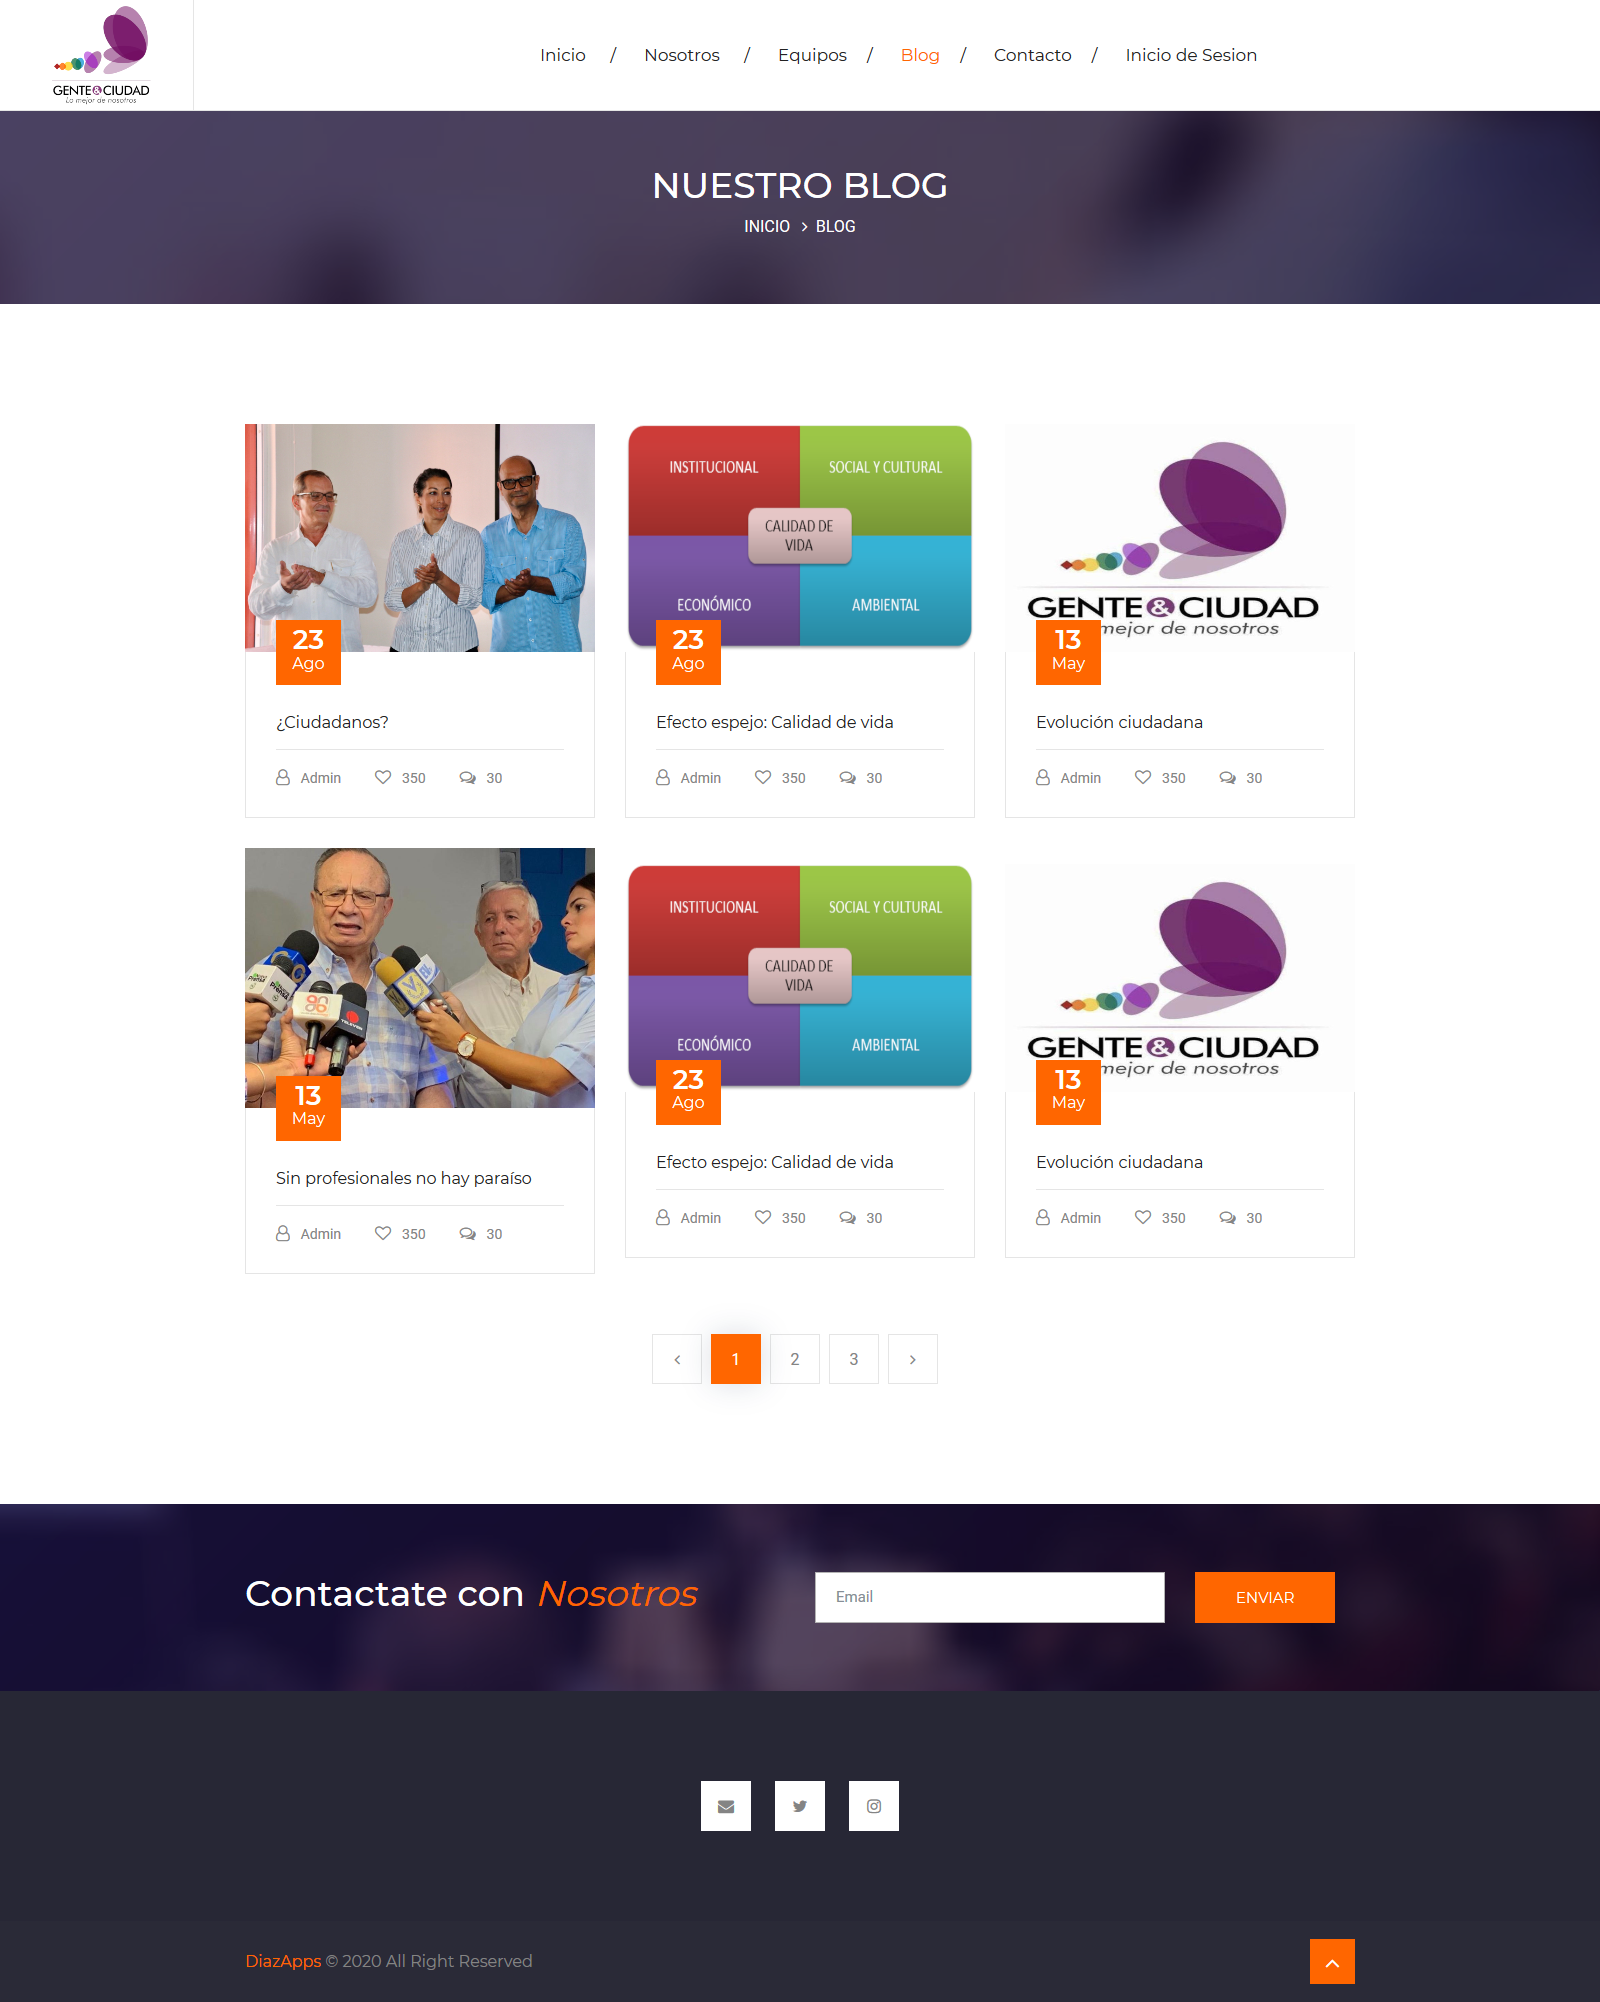 GENTE&CIUDAD
Lo mejor de nosotros
Inicio / Nosotros / Equipos / Blog / Contacto / Inicio de Sesion
NUESTRO BLOG
INICIO > BLOG
INSTITUCIONAL
SOCIAL Y CULTURAL
CALIDAD DE
VIDA
ECONÓMICO
AMBIENTAL
GENTE&CIUDAD
mejor de nosotros
23
Ago
23
Ago
13
May
¿Ciudadanos?
Efecto espejo: Calidad de vida
Evolución ciudadana
Admin 350 30
Admin 350 30
Admin 350 30
INSTITUCIONAL
SOCIAL Y CULTURAL
CALIDAD DE
VIDA
ECONÓMICO
AMBIENTAL
GENTE&CIUDAD
mejor de nosotros
TELEVEN
13
May
23
Ago
13
May
Sin profesionales no hay paraíso
Efecto espejo: Calidad de vida
Evolución ciudadana
Admin 350 30
Admin 350 30
Admin 350 30
‹ 1 2 3 ›
Contactate con Nosotros
Email
ENVIAR
DiazApps © 2020 All Right Reserved